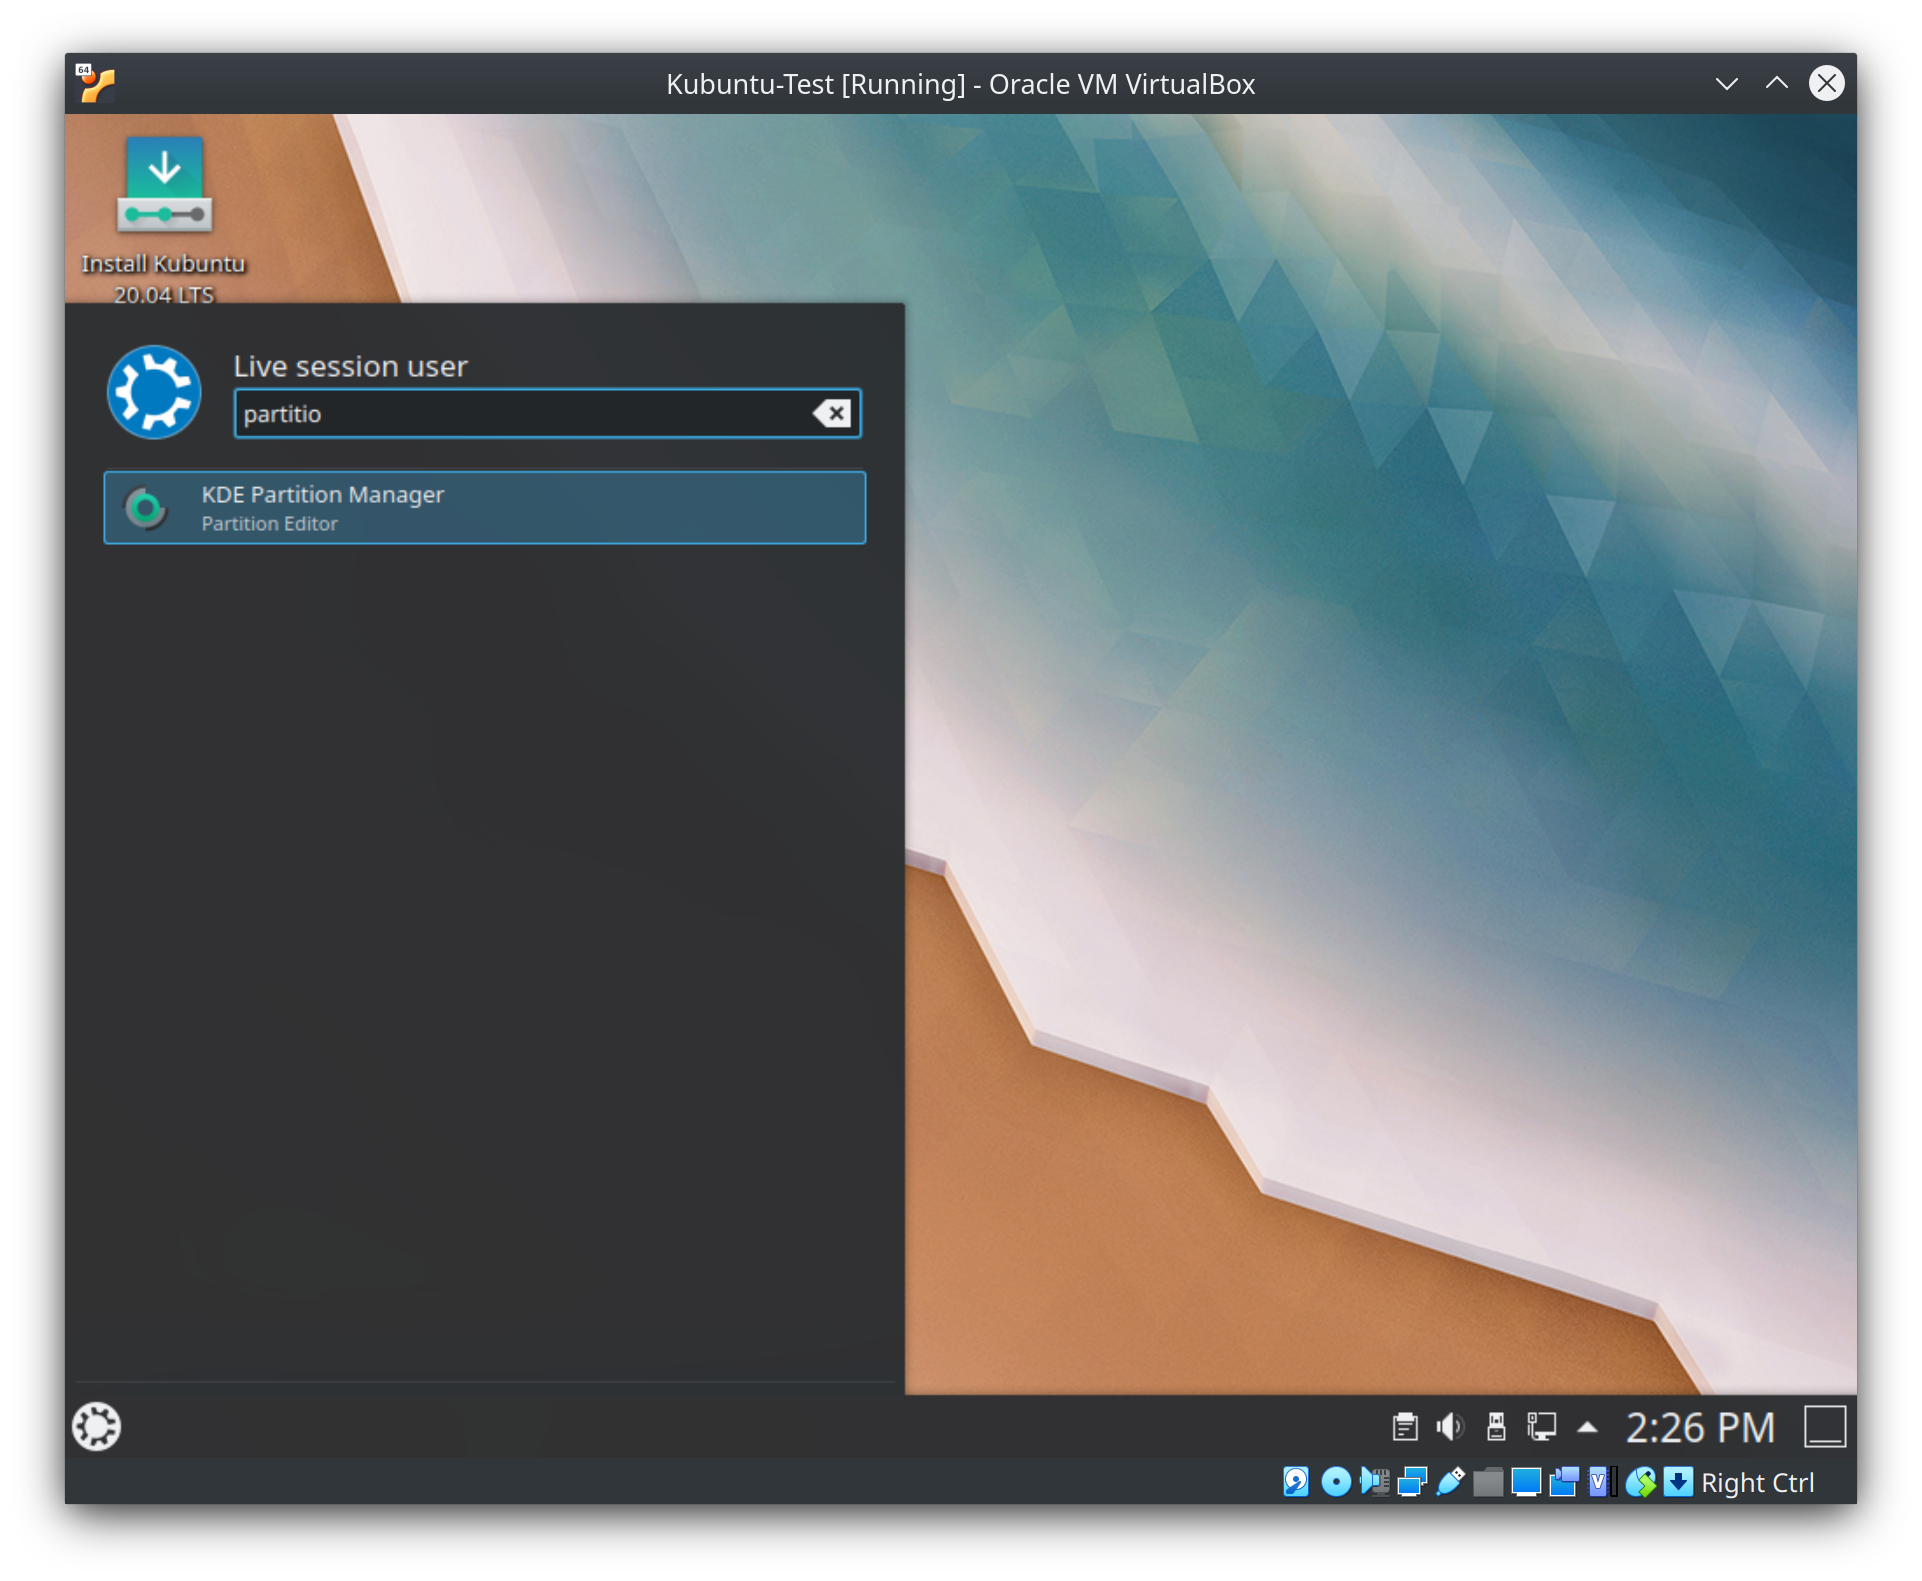 64
Kubuntu-Test [Running] - Oracle VM VirtualBox
Install Kubuntu
20.04 LTS
Live session user
partitio
KDE Partition Manager
Partition Editor
2:26 PM
V
Right Ctrl